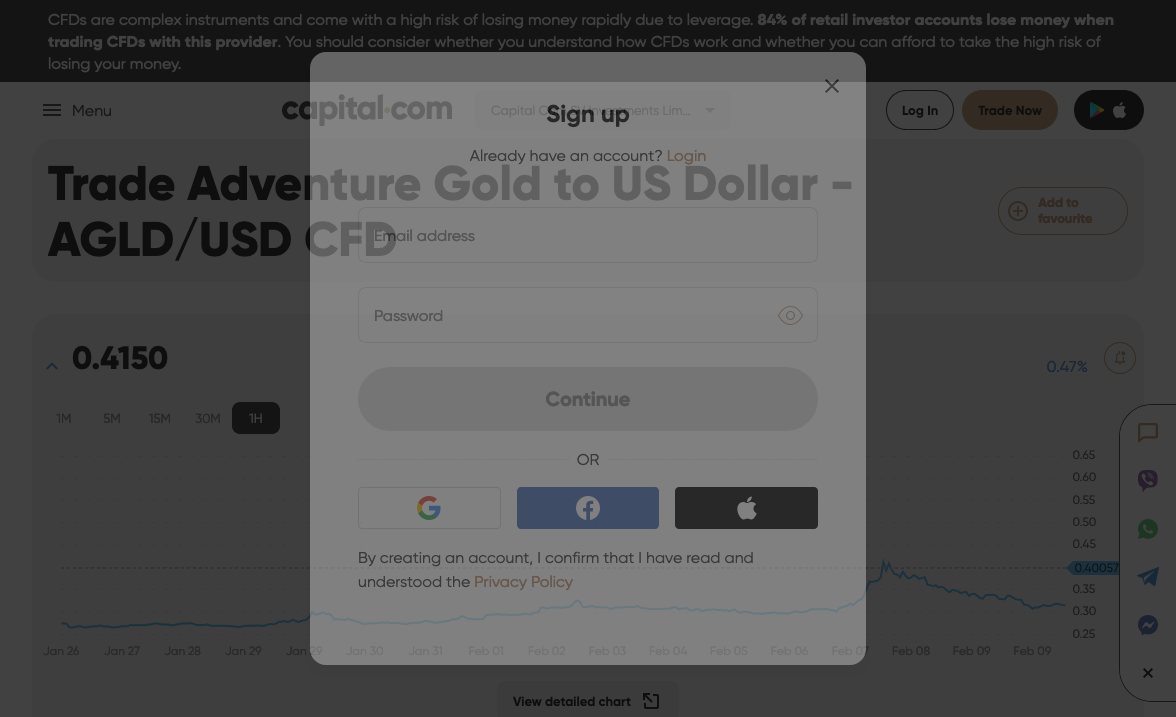 CFDs are complex instruments and come with a high risk of losing money rapidly due to leverage. 84% of retail investor accounts lose money when
trading CFDs with this provider. You should consider whether you understand how CFDs work and whether you can afford to take the high risk of
losing your money.
Menu
capital.com
Capital C
Investments Lim...
Log In
Trade Now
Sign up
Already have an account? Login
Trade Adventure Gold to US Dollar -
AGLD/USD CFD
Add to
favourite
Email address
Password
0.4150
0.47%
1M
5M
15M
30M
1H
Continue
OR
By creating an account, I confirm that I have read and
understood the Privacy Policy
0.65
0.60
0.55
0.50
0.45
0.40057
0.35
0.30
0.25
Jan 26
Jan 27
Jan 28
Jan 29
Jan 29
Jan 30
Jan 31
Feb 01
Feb 02
Feb 03
Feb 04
Feb 05
Feb 06
Feb 07
Feb 08
Feb 09
Feb 09
View detailed chart